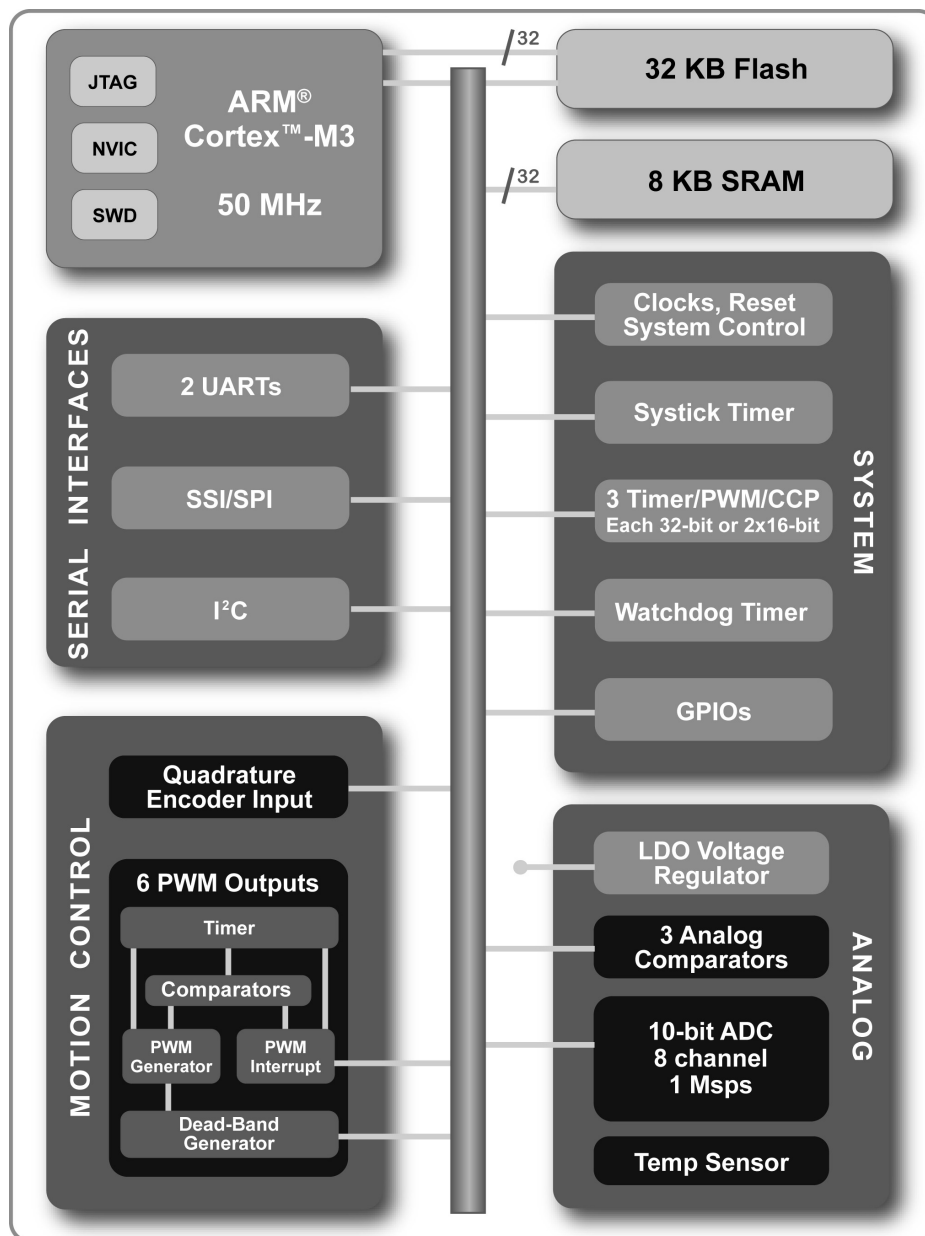 JTAG
NVIC
SWD
ARM®
Cortex™-M3
50 MHz
32
32 KB Flash
32
8 KB SRAM
SERIAL INTERFACES
2 UARTs
SSI/SPI
I²C
SYSTEM
Clocks, Reset
System Control
Systick Timer
3 Timer/PWM/CCP
Each 32-bit or 2x16-bit
Watchdog Timer
GPIOs
MOTION CONTROL
Quadrature
Encoder Input
6 PWM Outputs
Timer
Comparators
PWM
Generator
PWM
Interrupt
Dead-Band
Generator
ANALOG
LDO Voltage
Regulator
3 Analog
Comparators
10-bit ADC
8 channel
1 Msps
Temp Sensor